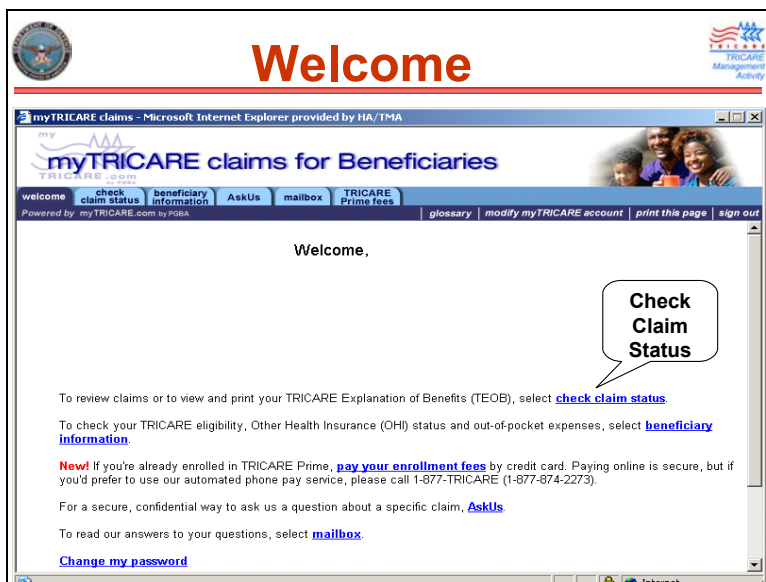 Welcome
TRICARE
TRICARE
Management
Activity
myTRICARE claims - Microsoft Internet Explorer provided by HA/TMA
my
TRICARE.com
by PGBA
myTRICARE claims for Beneficiaries
welcome
check
claim status
beneficiary
information
AskUs
mailbox
TRICARE
Prime fees
Powered by myTRICARE.com by PGBA
glossary | modify myTRICARE account | print this page | sign out
Welcome,
Check
Claim
Status
To review claims or to view and print your TRICARE Explanation of Benefits (TEOB), select check claim status.
To check your TRICARE eligibility, Other Health Insurance (OHI) status and out-of-pocket expenses, select beneficiary
information.
New! If you're already enrolled in TRICARE Prime, pay your enrollment fees by credit card. Paying online is secure, but if
you'd prefer to use our automated phone pay service, please call 1-877-TRICARE (1-877-874-2273).
For a secure, confidential way to ask us a question about a specific claim, AskUs.
To read our answers to your questions, select mailbox.
Change my password
Internet